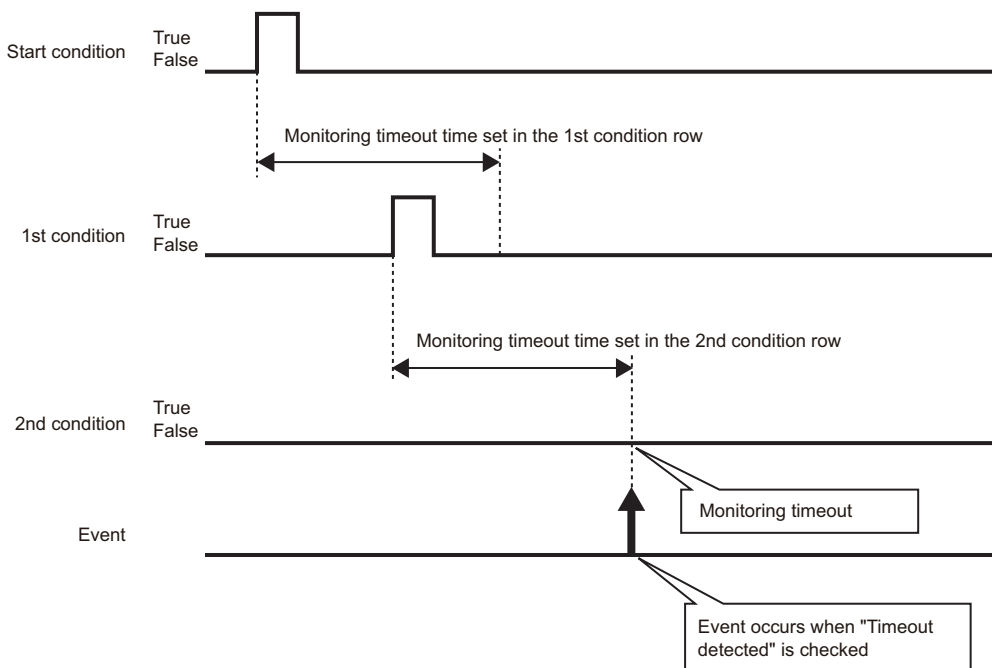 Start condition
True
False
Monitoring timeout time set in the 1st condition row
1st condition
True
False
Monitoring timeout time set in the 2nd condition row
2nd condition
True
False
Monitoring timeout
Event
Event occurs when "Timeout
detected" is checked